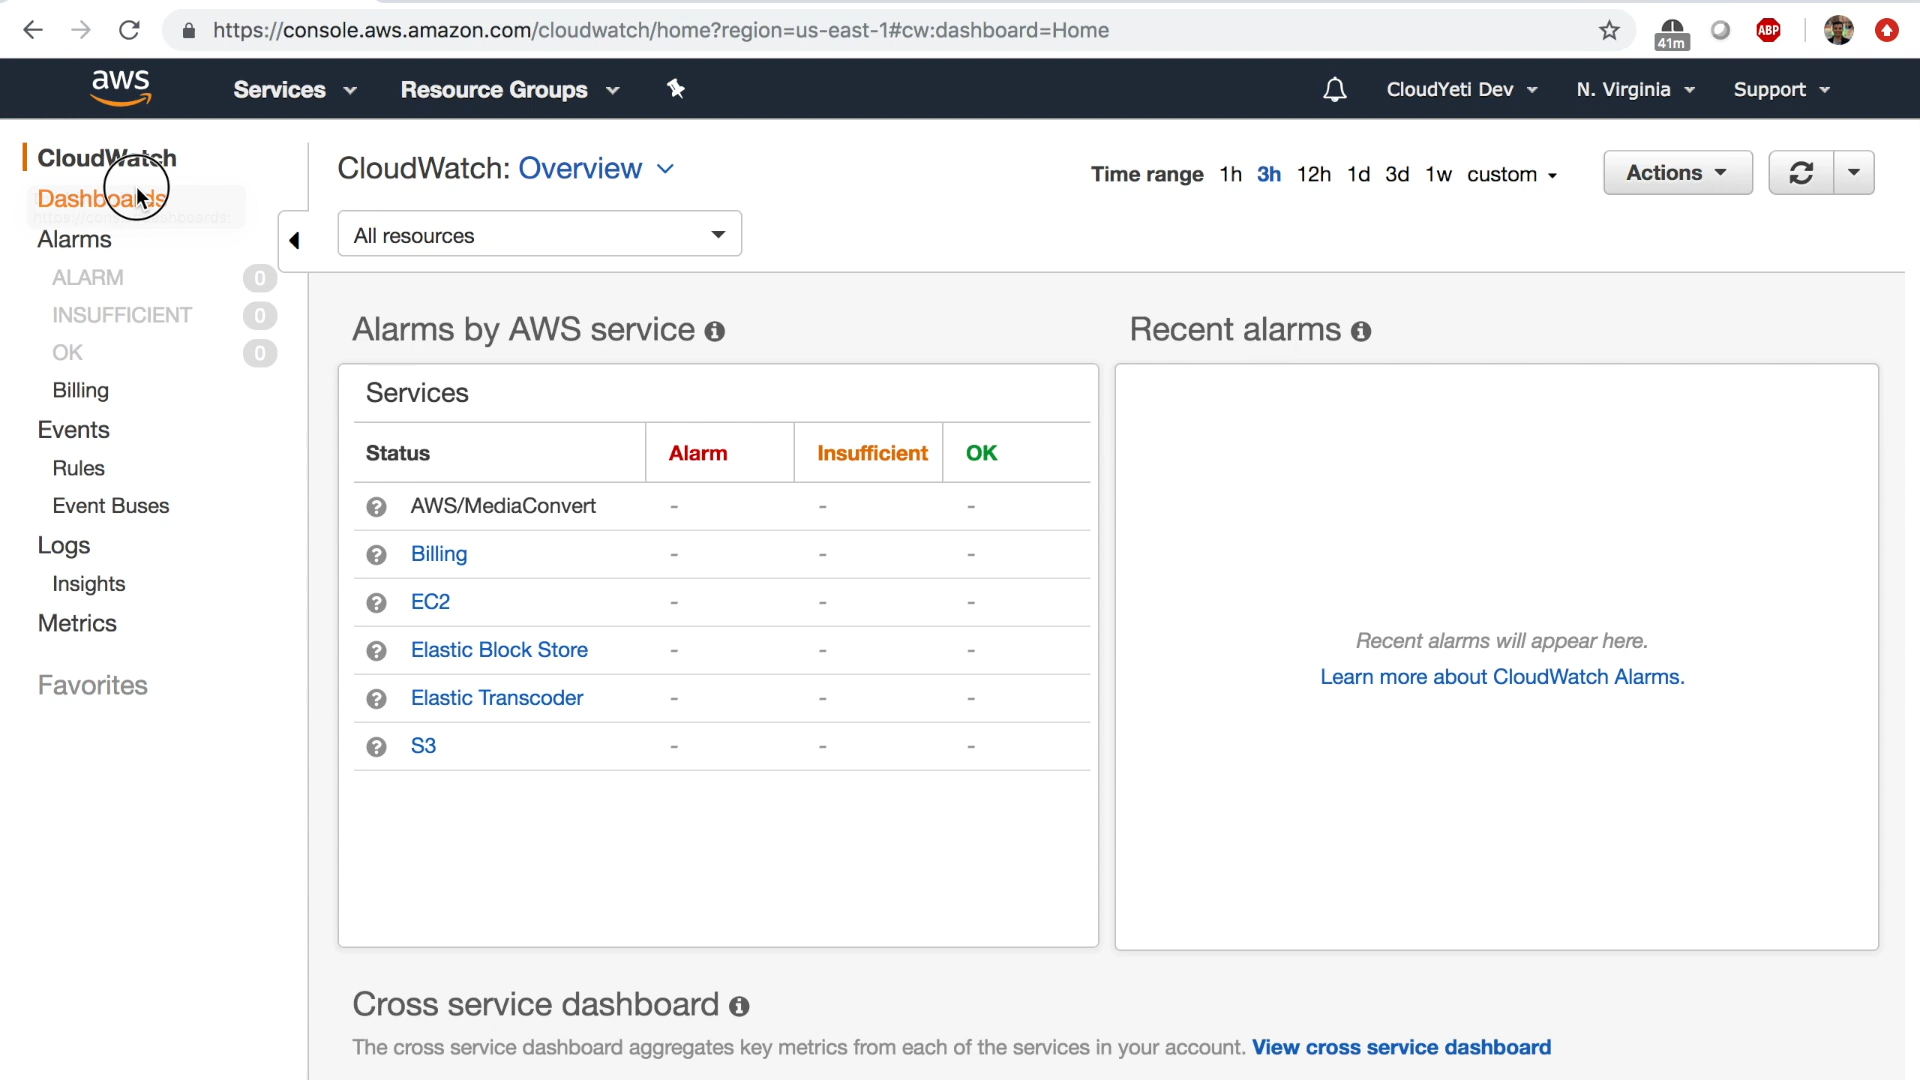 https://console.aws.amazon.com/cloudwatch/home?region=us-east-1#cw:dashboard=Home
41m
ABP
aws
Services
Resource Groups
CloudYeti Dev
N. Virginia
Support
CloudWatch
Dashboards
Alarms
ALARM 0
INSUFFICIENT 0
OK 0
Billing
Events
Rules
Event Buses
Logs
Insights
Metrics
Favorites
CloudWatch: Overview
Time range 1h 3h 12h 1d 3d 1w custom
Actions
All resources
Alarms by AWS service
Services
Status Alarm Insufficient OK
AWS/MediaConvert - - -
Billing - - -
EC2 - - -
Elastic Block Store - - -
Elastic Transcoder - - -
S3 - - -
Recent alarms
Recent alarms will appear here.
Learn more about CloudWatch Alarms.
Cross service dashboard
The cross service dashboard aggregates key metrics from each of the services in your account. View cross service dashboard